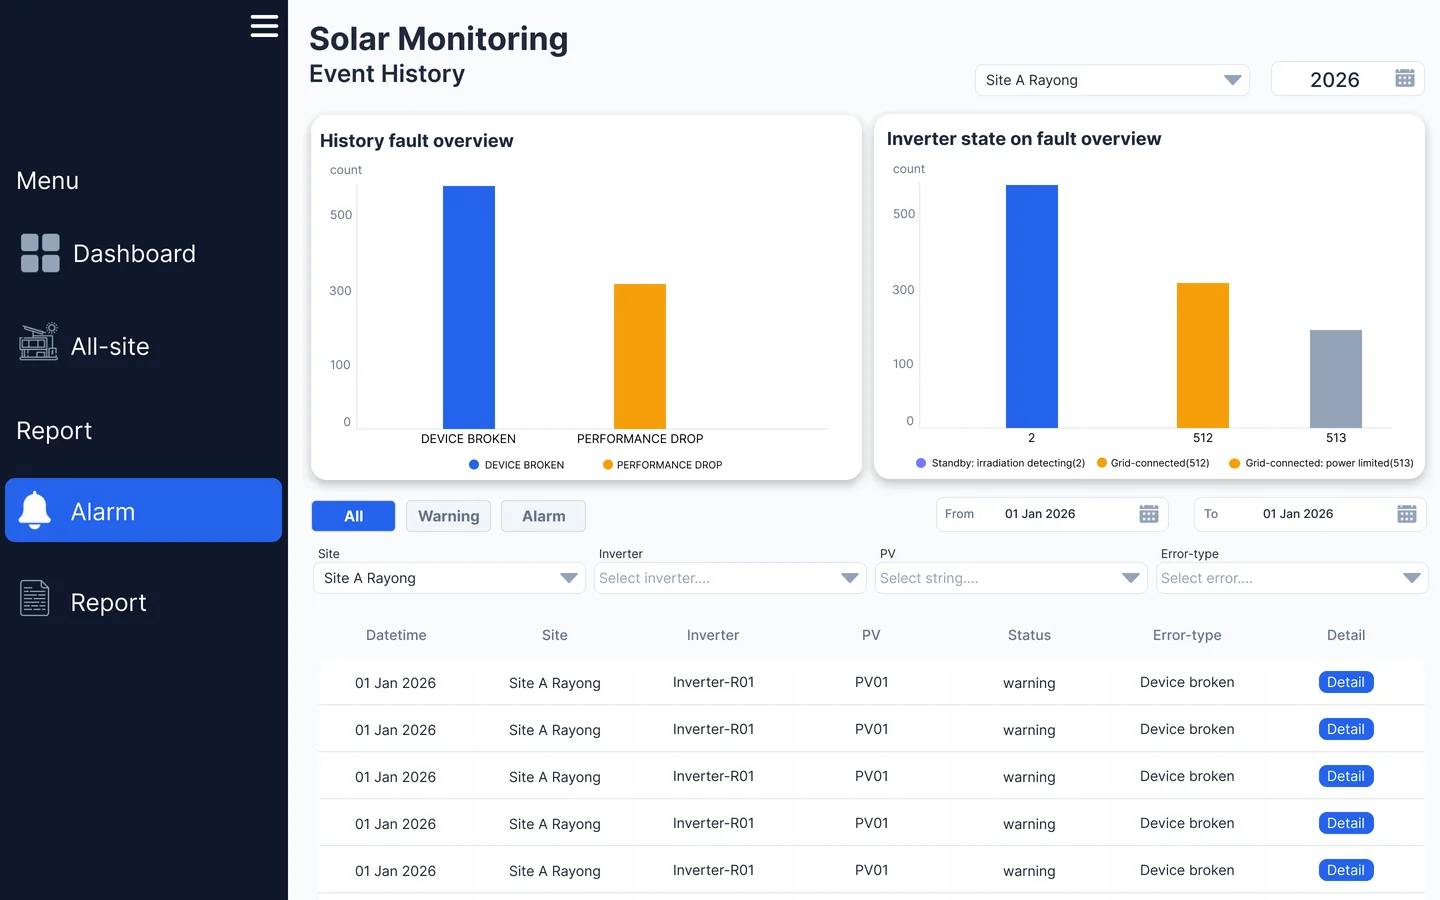 Solar Monitoring
Event History
Site A Rayong
2026
Menu
Dashboard
All-site
Report
Alarm
Report
History fault overview
count
500
300
100
0
DEVICE BROKEN PERFORMANCE DROP
DEVICE BROKEN PERFORMANCE DROP
Inverter state on fault overview
count
500
300
100
0
2 512 513
Standby: irradiation detecting(2) Grid-connected(512) Grid-connected: power limited(513)
All Warning Alarm
From 01 Jan 2026 To 01 Jan 2026
Site Inverter PV Error-type
Site A Rayong Select inverter.... Select string.... Select error....
Datetime Site Inverter PV Status Error-type Detail
01 Jan 2026 Site A Rayong Inverter-R01 PV01 warning Device broken Detail
01 Jan 2026 Site A Rayong Inverter-R01 PV01 warning Device broken Detail
01 Jan 2026 Site A Rayong Inverter-R01 PV01 warning Device broken Detail
01 Jan 2026 Site A Rayong Inverter-R01 PV01 warning Device broken Detail
01 Jan 2026 Site A Rayong Inverter-R01 PV01 warning Device broken Detail